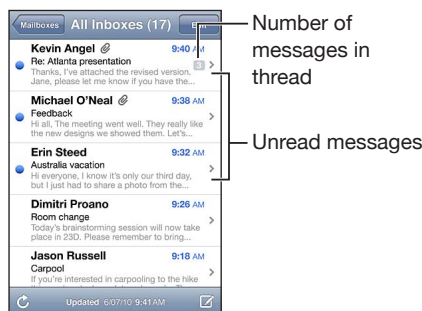 Mailboxes All Inboxes (17)
Kevin Angel 9:40 AM
Re: Atlanta presentation 3
Thanks, I've attached the revised version.
Jane, please let me know if you have the...
Michael O'Neal 9:38 AM
Feedback
Hi all, The meeting went well. They really like
the new designs we showed them. Let's...
Erin Steed 9:32 AM
Australia vacation
Hi everyone, I know it's only our third day,
but I just had to share a photo from the...
Dimitri Proano 9:26 AM
Room change
Today's brainstorming session will now take
place in 23D. Please remember to bring...
Jason Russell 9:18 AM
Carpool
If you're interested in carpooling to the hike
Updated 6/07/10 9:41 AM
Number of
messages in
thread
Unread messages